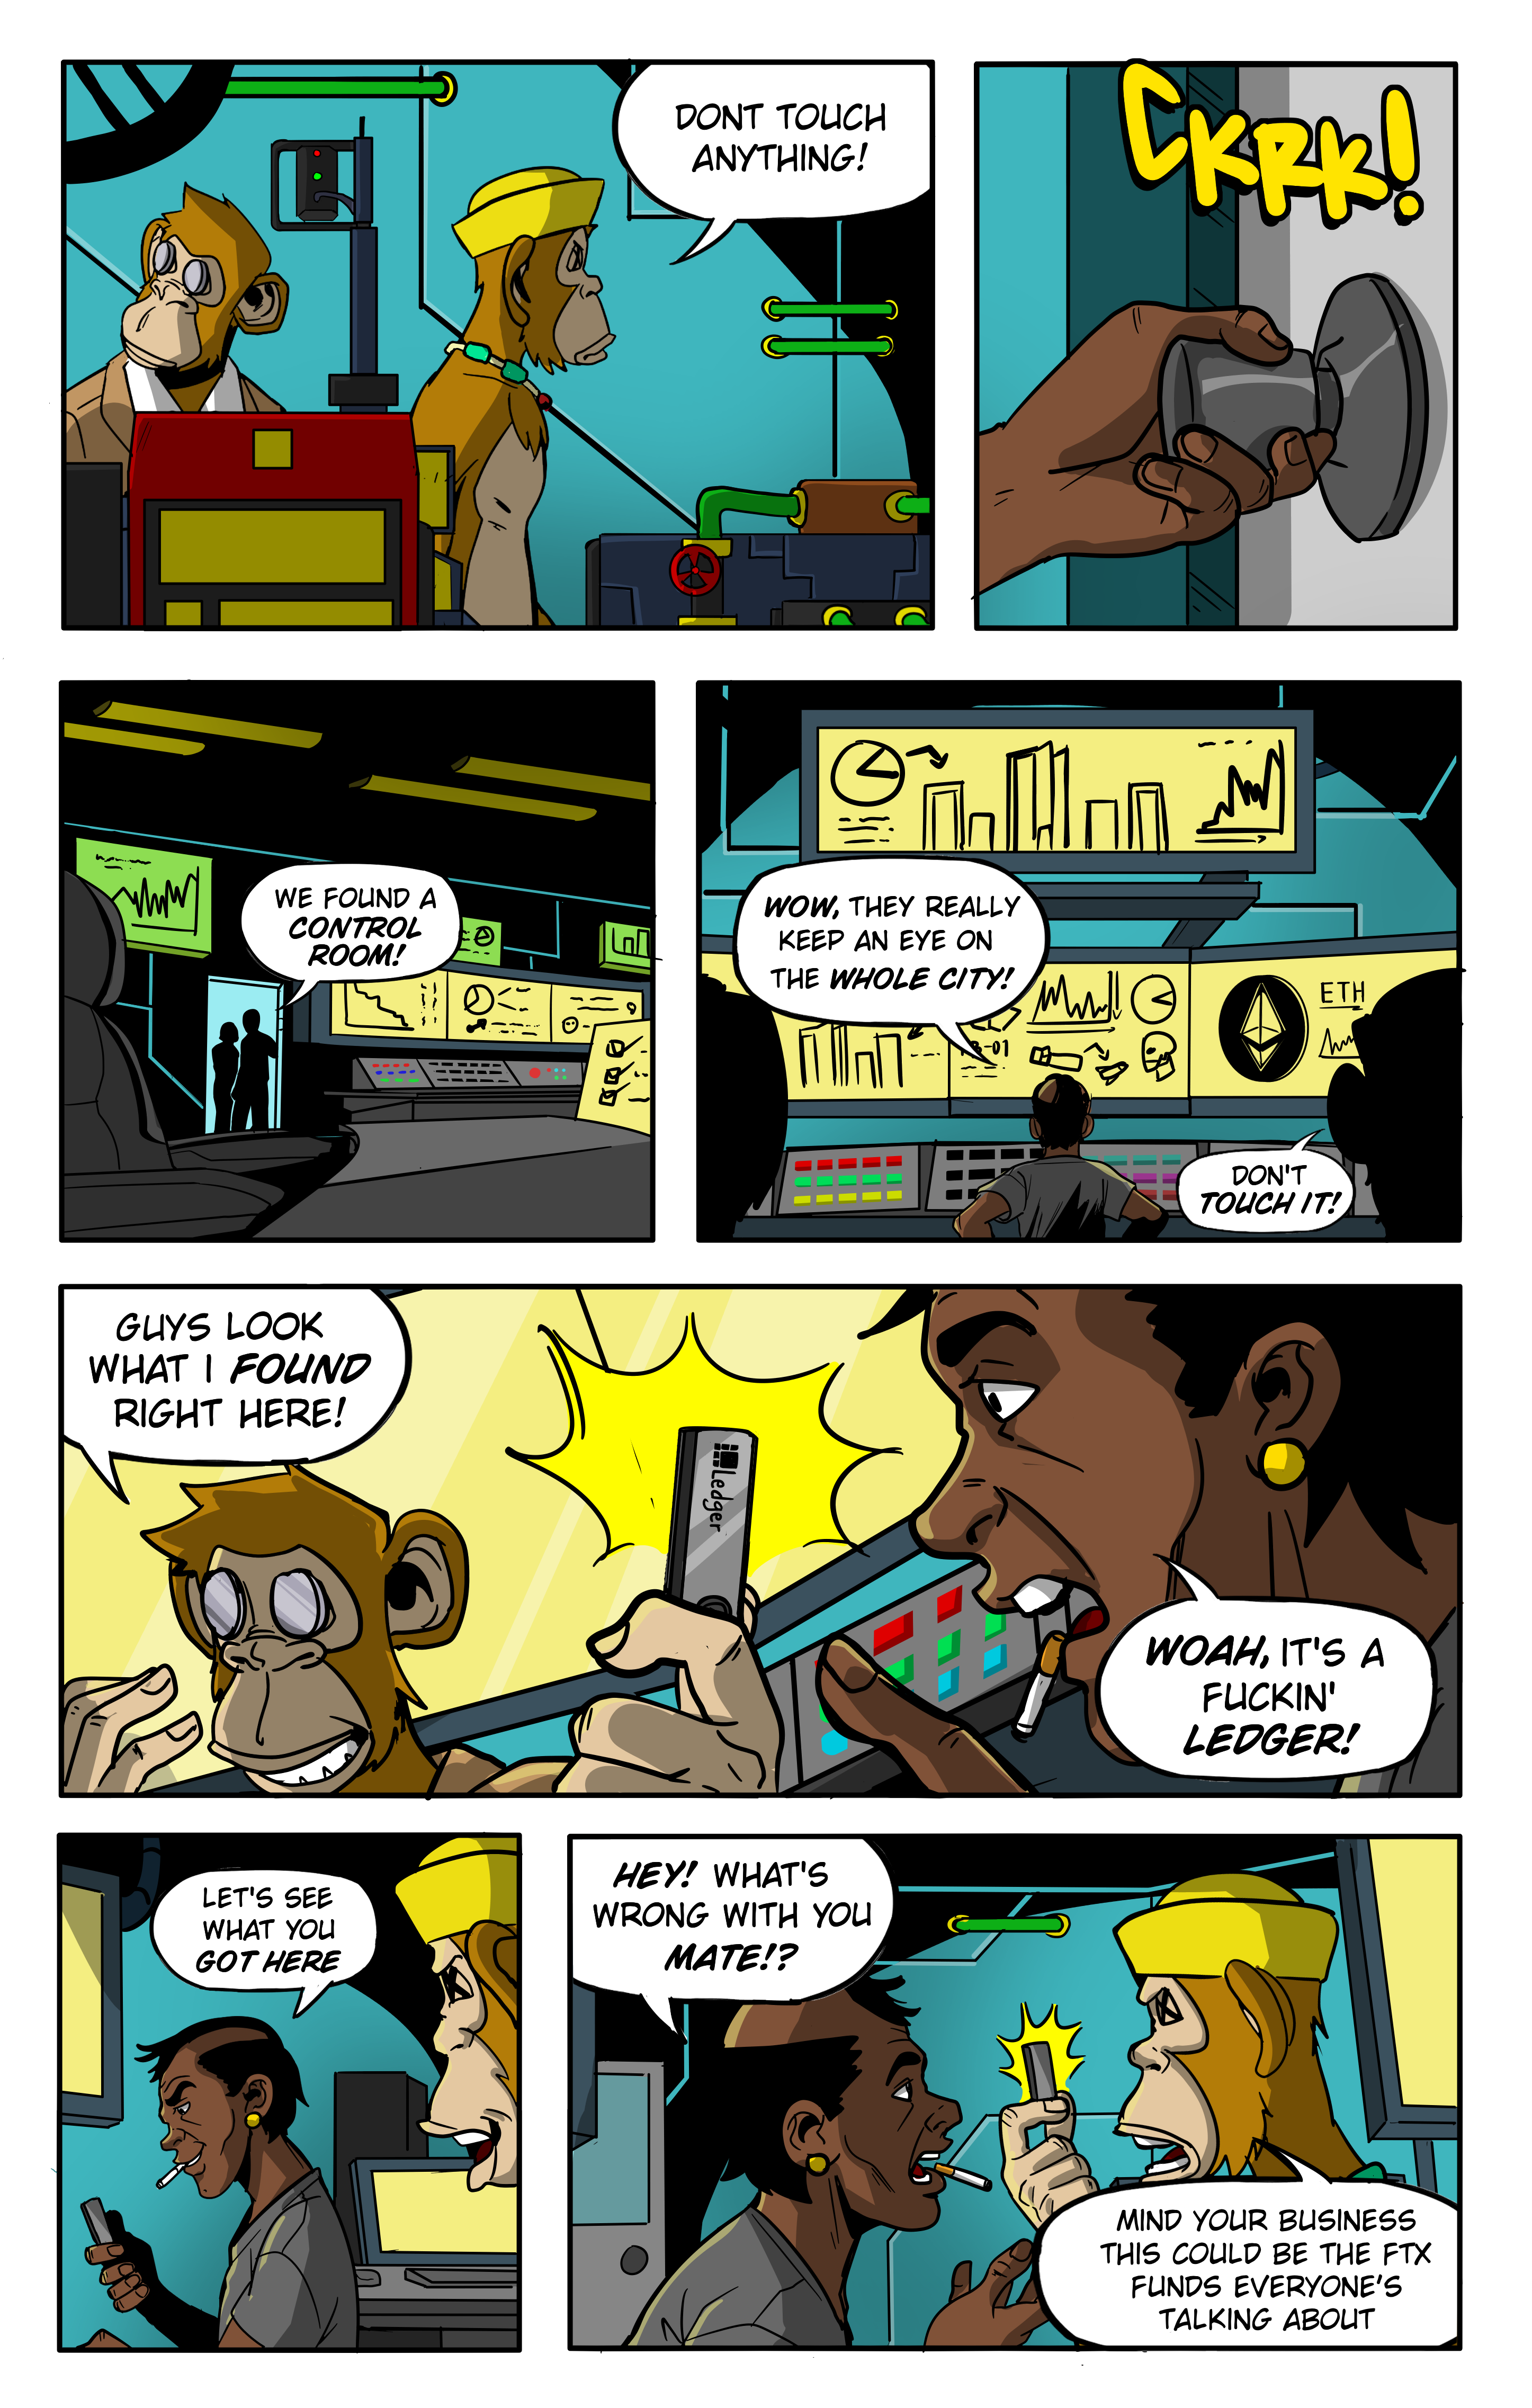 DONT TOUCH
ANYTHING!
CKRK!
WE FOUND A
CONTROL
ROOM!
WOW, THEY REALLY
KEEP AN EYE ON
THE WHOLE CITY!
ETH
-01
DON'T
TOUCH IT!
GUYS LOOK
WHAT I FOUND
RIGHT HERE!
Ledger
WOAH, IT'S A
FUCKIN'
LEDGER!
LET'S SEE
WHAT YOU
GOT HERE
HEY! WHAT'S
WRONG WITH YOU
MATE!?
MIND YOUR BUSINESS
THIS COULD BE THE FTX
FUNDS EVERYONE'S
TALKING ABOUT